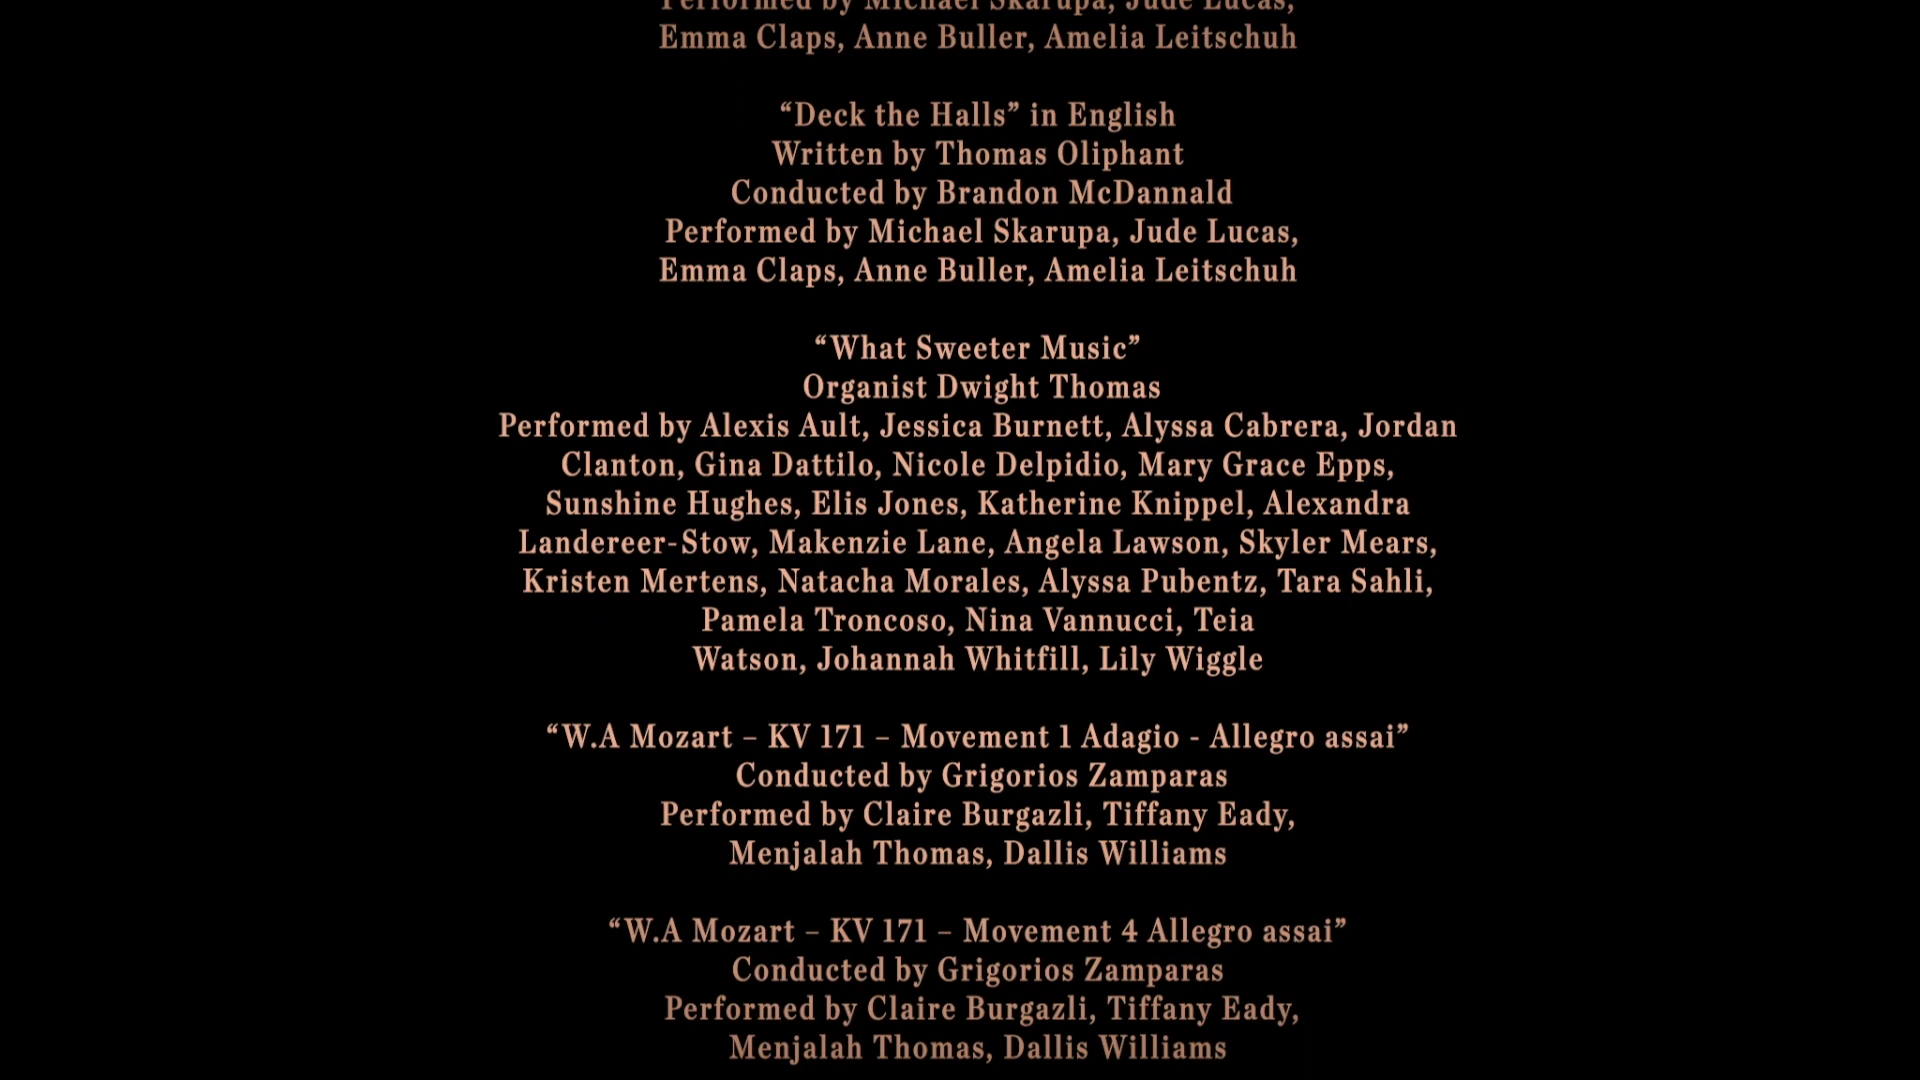 Performed by Michael Skarupa, Jude Lucas,
Emma Claps, Anne Buller, Amelia Leitschuh
“Deck the Halls” in English
Written by Thomas Oliphant
Conducted by Brandon McDannald
Performed by Michael Skarupa, Jude Lucas,
Emma Claps, Anne Buller, Amelia Leitschuh
“What Sweeter Music”
Organist Dwight Thomas
Performed by Alexis Ault, Jessica Burnett, Alyssa Cabrera, Jordan
Clanton, Gina Dattilo, Nicole Delpidio, Mary Grace Epps,
Sunshine Hughes, Elis Jones, Katherine Knippel, Alexandra
Landereer-Stow, Makenzie Lane, Angela Lawson, Skyler Mears,
Kristen Mertens, Natacha Morales, Alyssa Pubentz, Tara Sahli,
Pamela Troncoso, Nina Vannucci, Teia
Watson, Johannah Whitfill, Lily Wiggle
“W.A Mozart – KV 171 – Movement 1 Adagio - Allegro assai”
Conducted by Grigorios Zamparas
Performed by Claire Burgazli, Tiffany Eady,
Menjalah Thomas, Dallis Williams
“W.A Mozart – KV 171 – Movement 4 Allegro assai”
Conducted by Grigorios Zamparas
Performed by Claire Burgazli, Tiffany Eady,
Menjalah Thomas, Dallis Williams